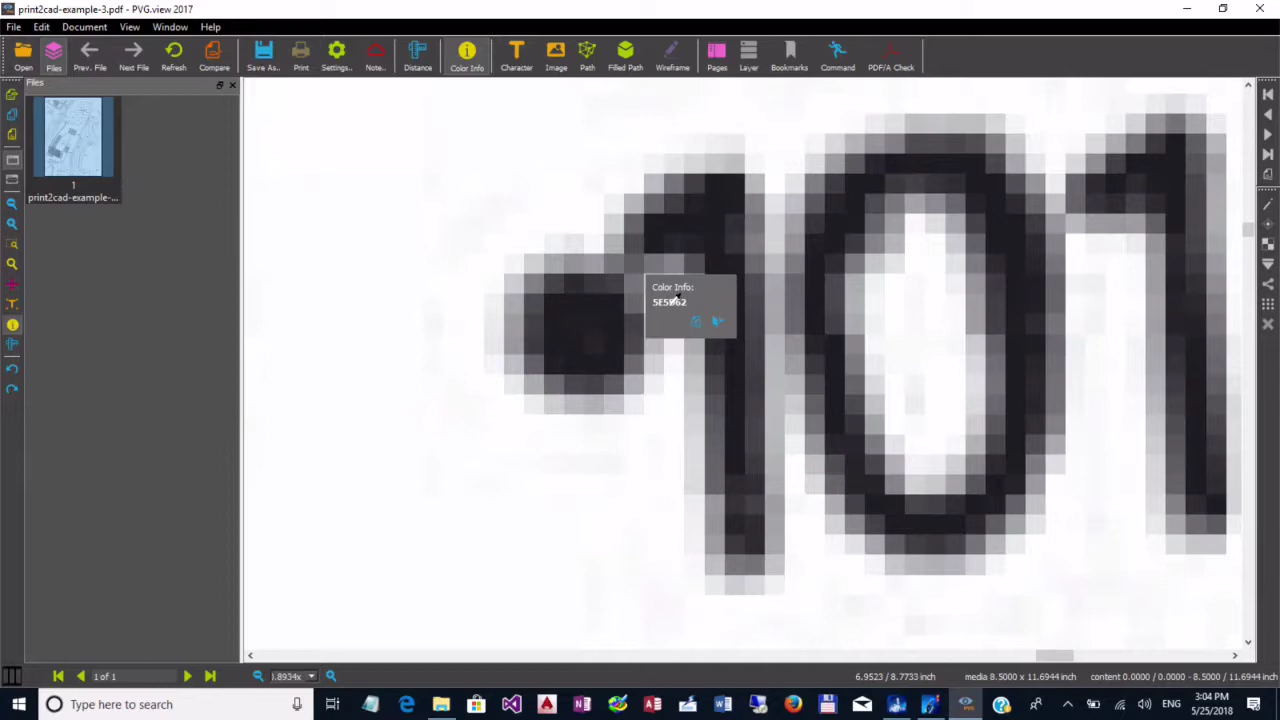 print2cad-example-3.pdf - PVG.view 2017
File Edit Document View Window Help
Open Files Prev. File Next File Refresh Compare Save As.. Print Settings.. Note.. Distance Color Info Character Image Path Filled Path Wireframe Pages Layer Bookmarks Command PDF/A Check
Files
1
print2cad-example-...
.101
Color Info:
1 of 1
6.9523 / 8.7733 inch
media 8.5000 x 11.6944 inch
content 0.0000 / 0.0000 - 8.5000 / 11.6944 inch
Type here to search
ENG
3:04 PM
5/25/2018